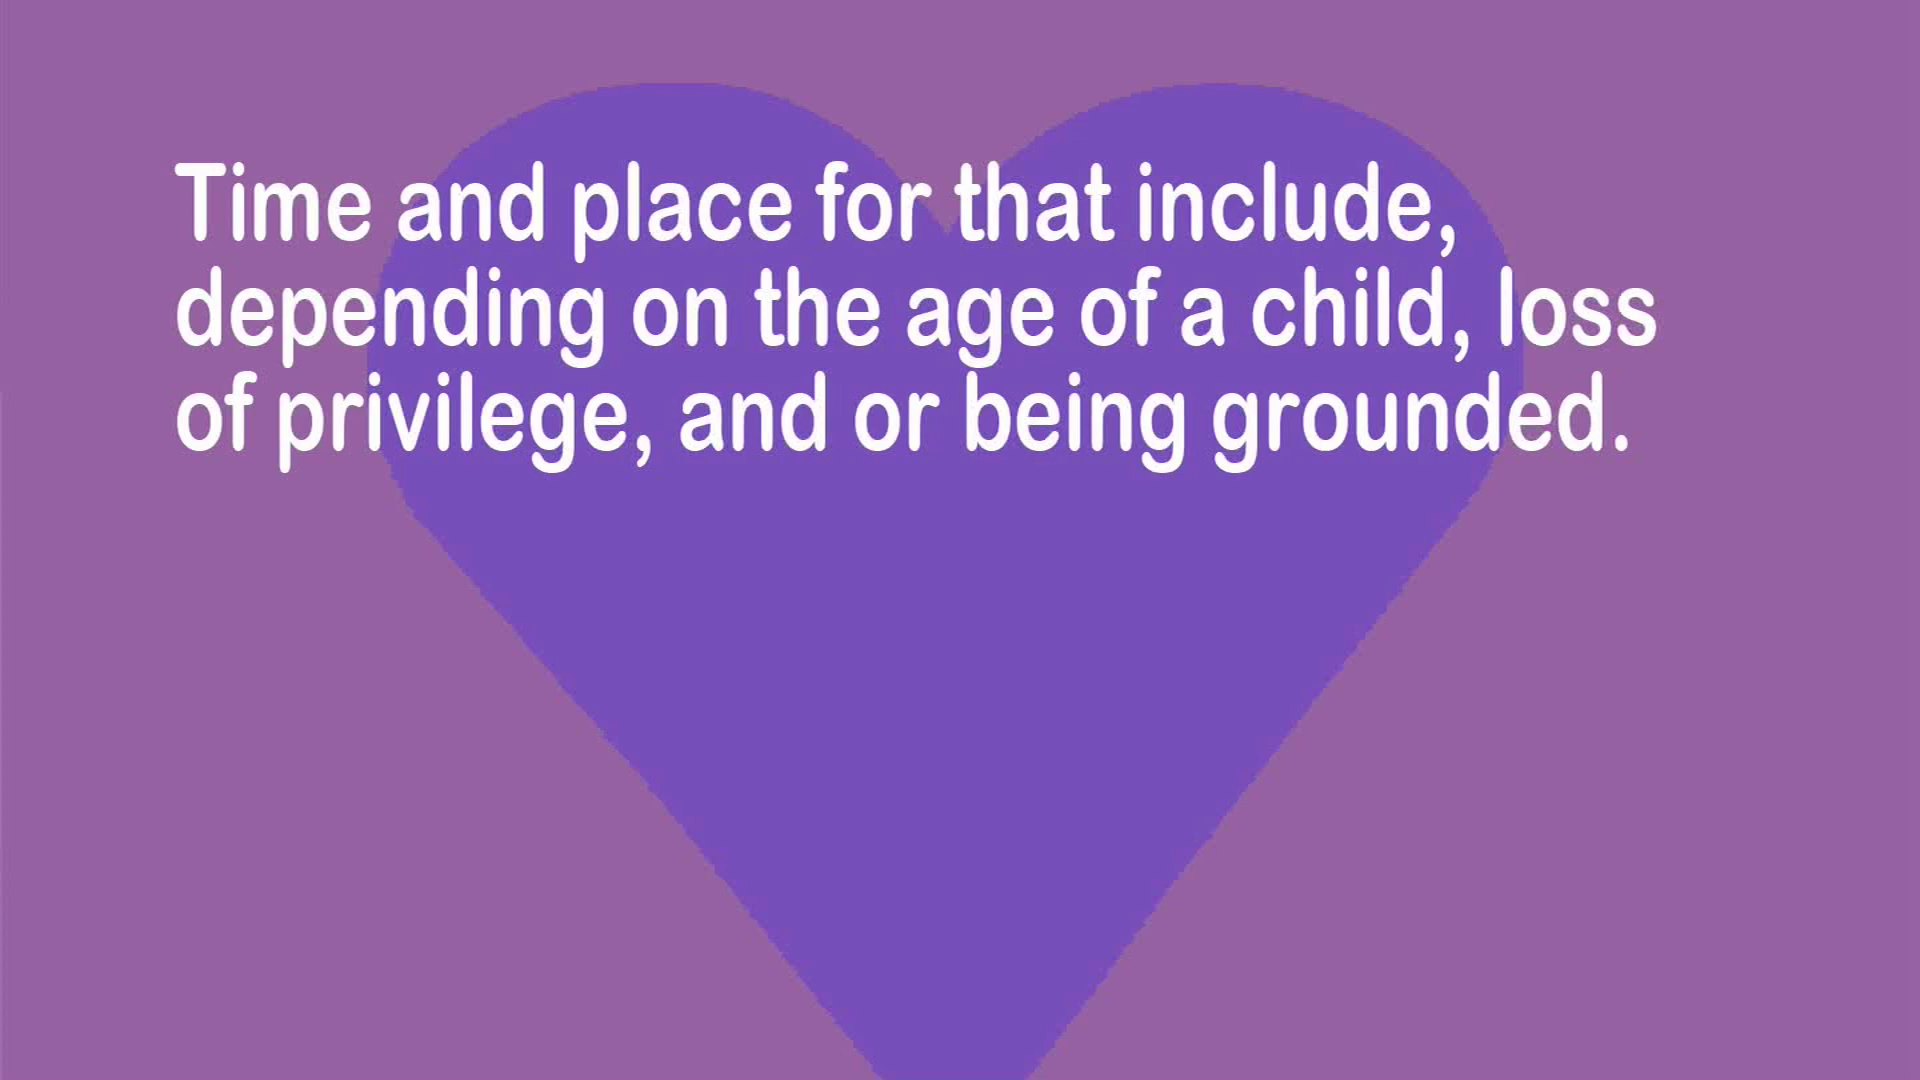 Time and place for that include,
depending on the age of a child, loss
of privilege, and or being grounded.